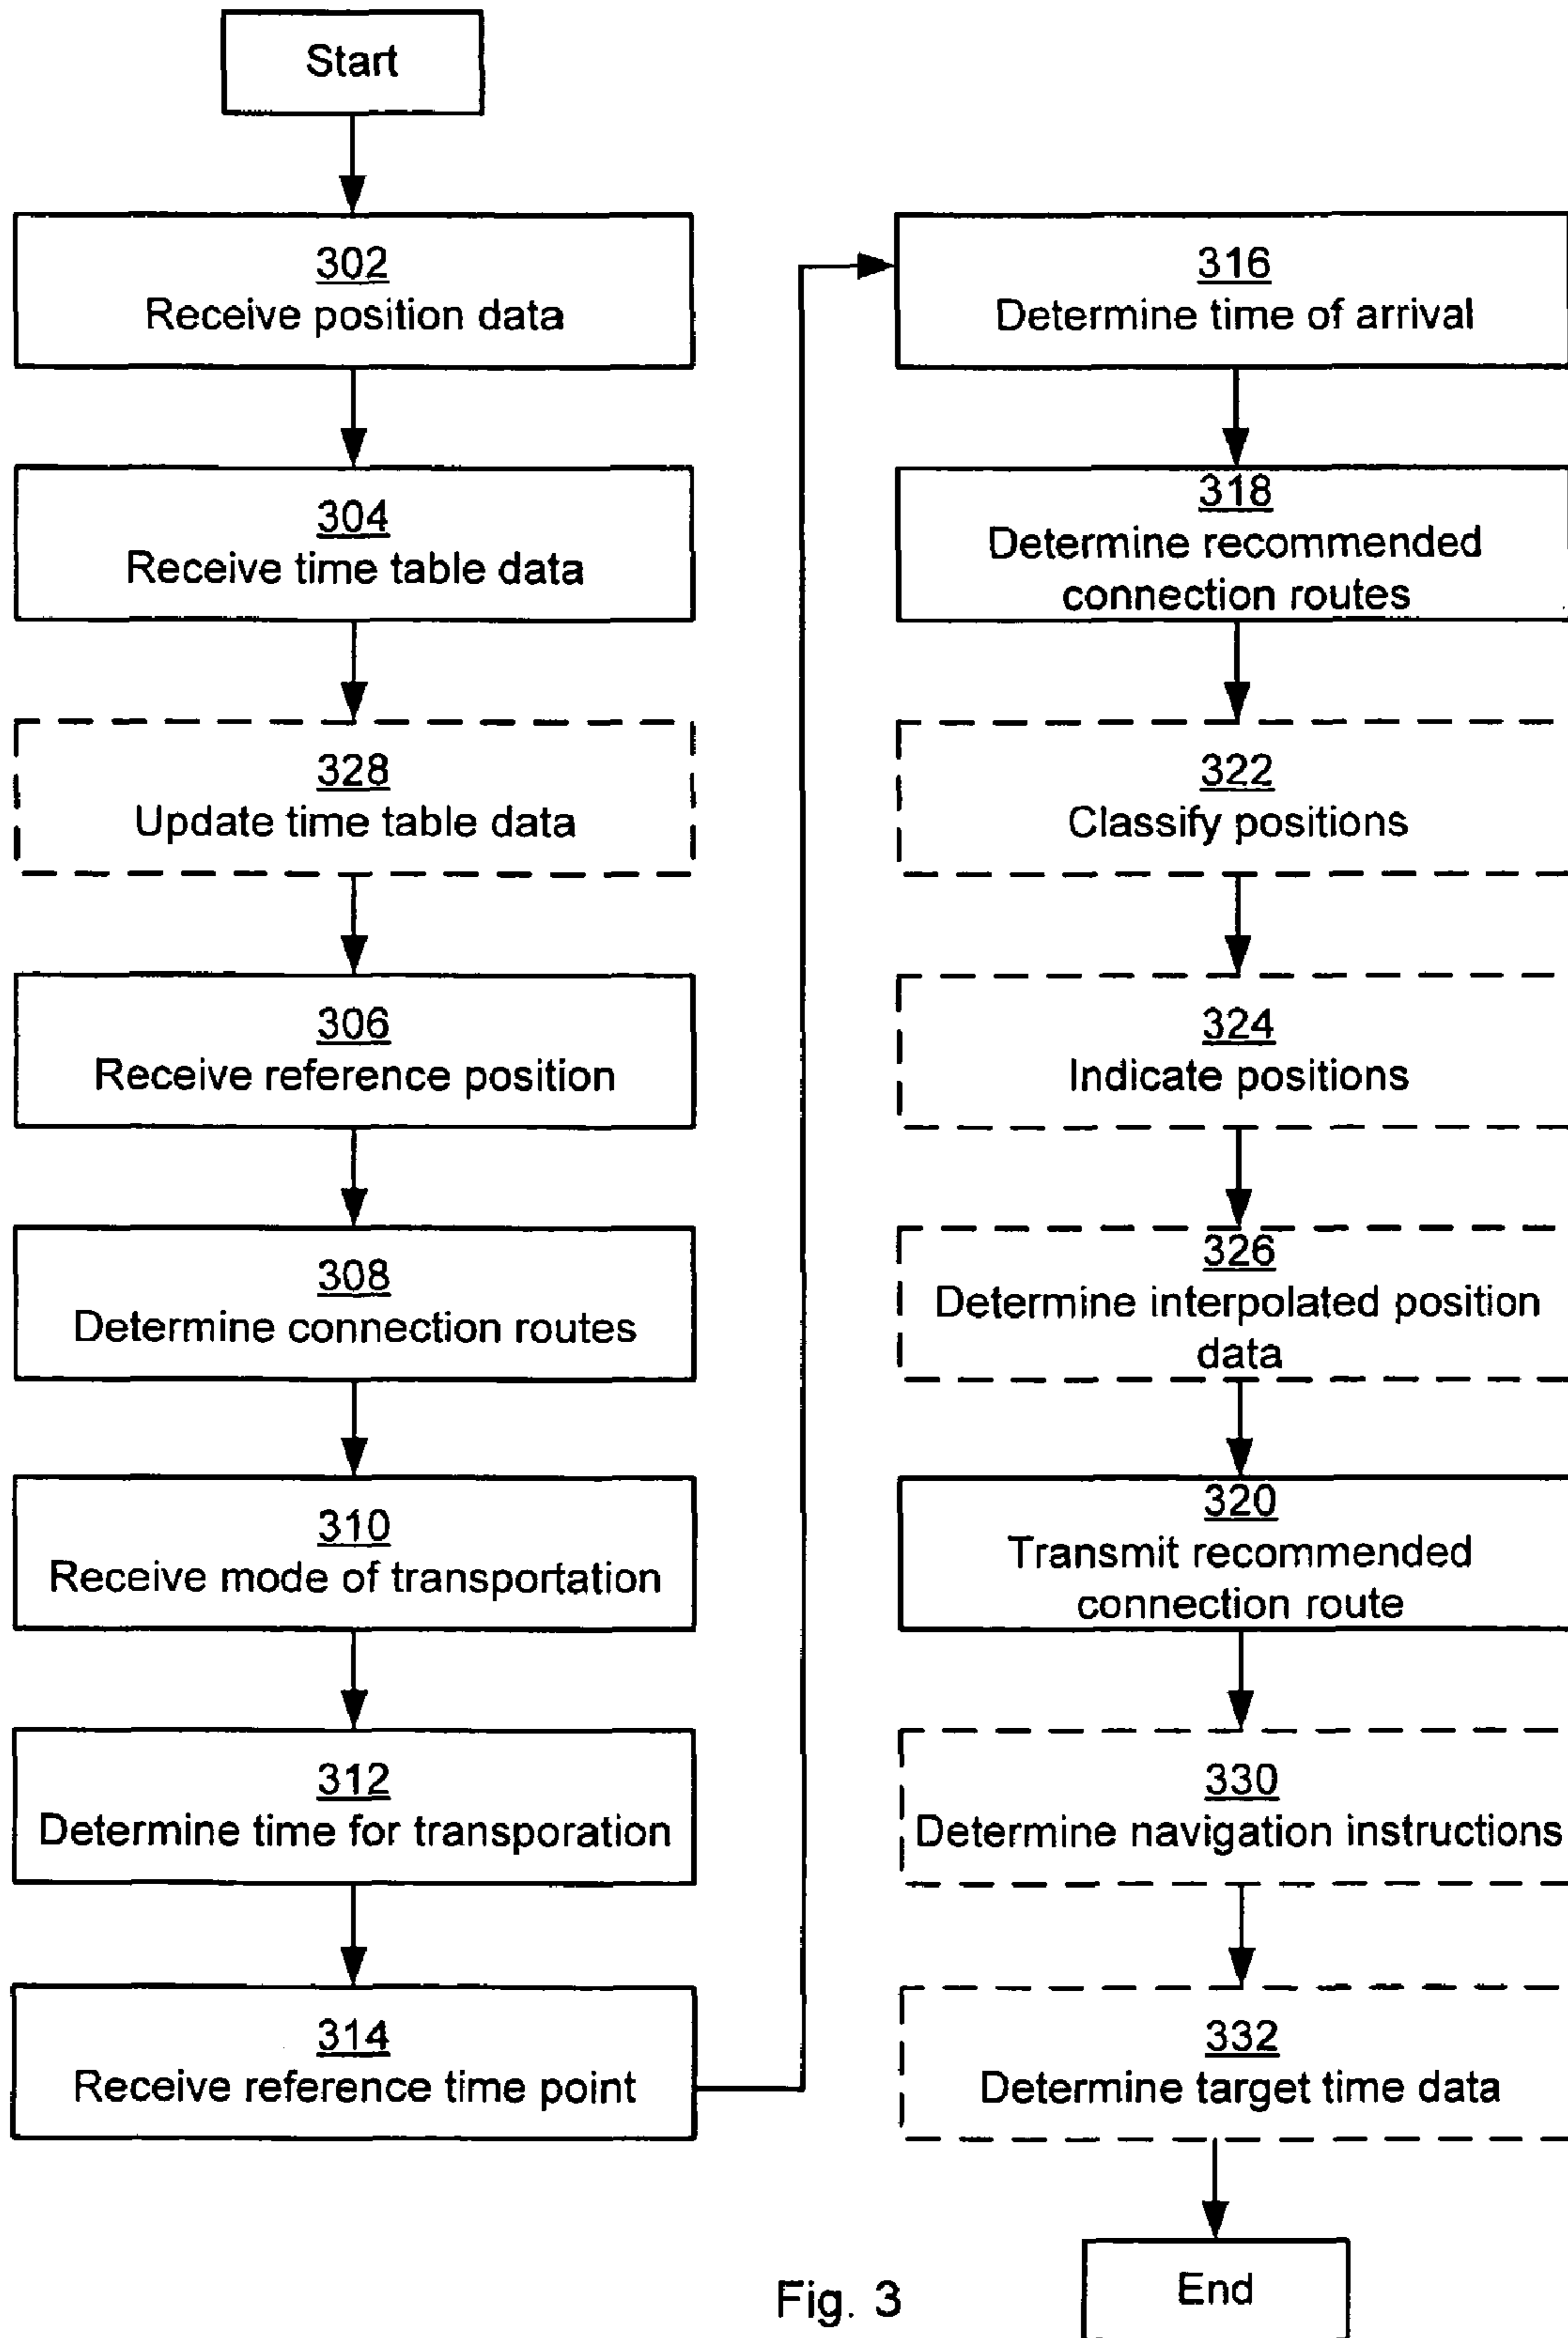 Start
302
Receive position data
304
Receive time table data
328
Update time table data
306
Receive reference position
308
Determine connection routes
310
Receive mode of transportation
312
Determine time for transporation
314
Receive reference time point
316
Determine time of arrival
318
Determine recommended
connection routes
322
Classify positions
324
Indicate positions
326
Determine interpolated position
data
320
Transmit recommended
connection route
330
Determine navigation instructions
332
Determine target time data
End
Fig. 3